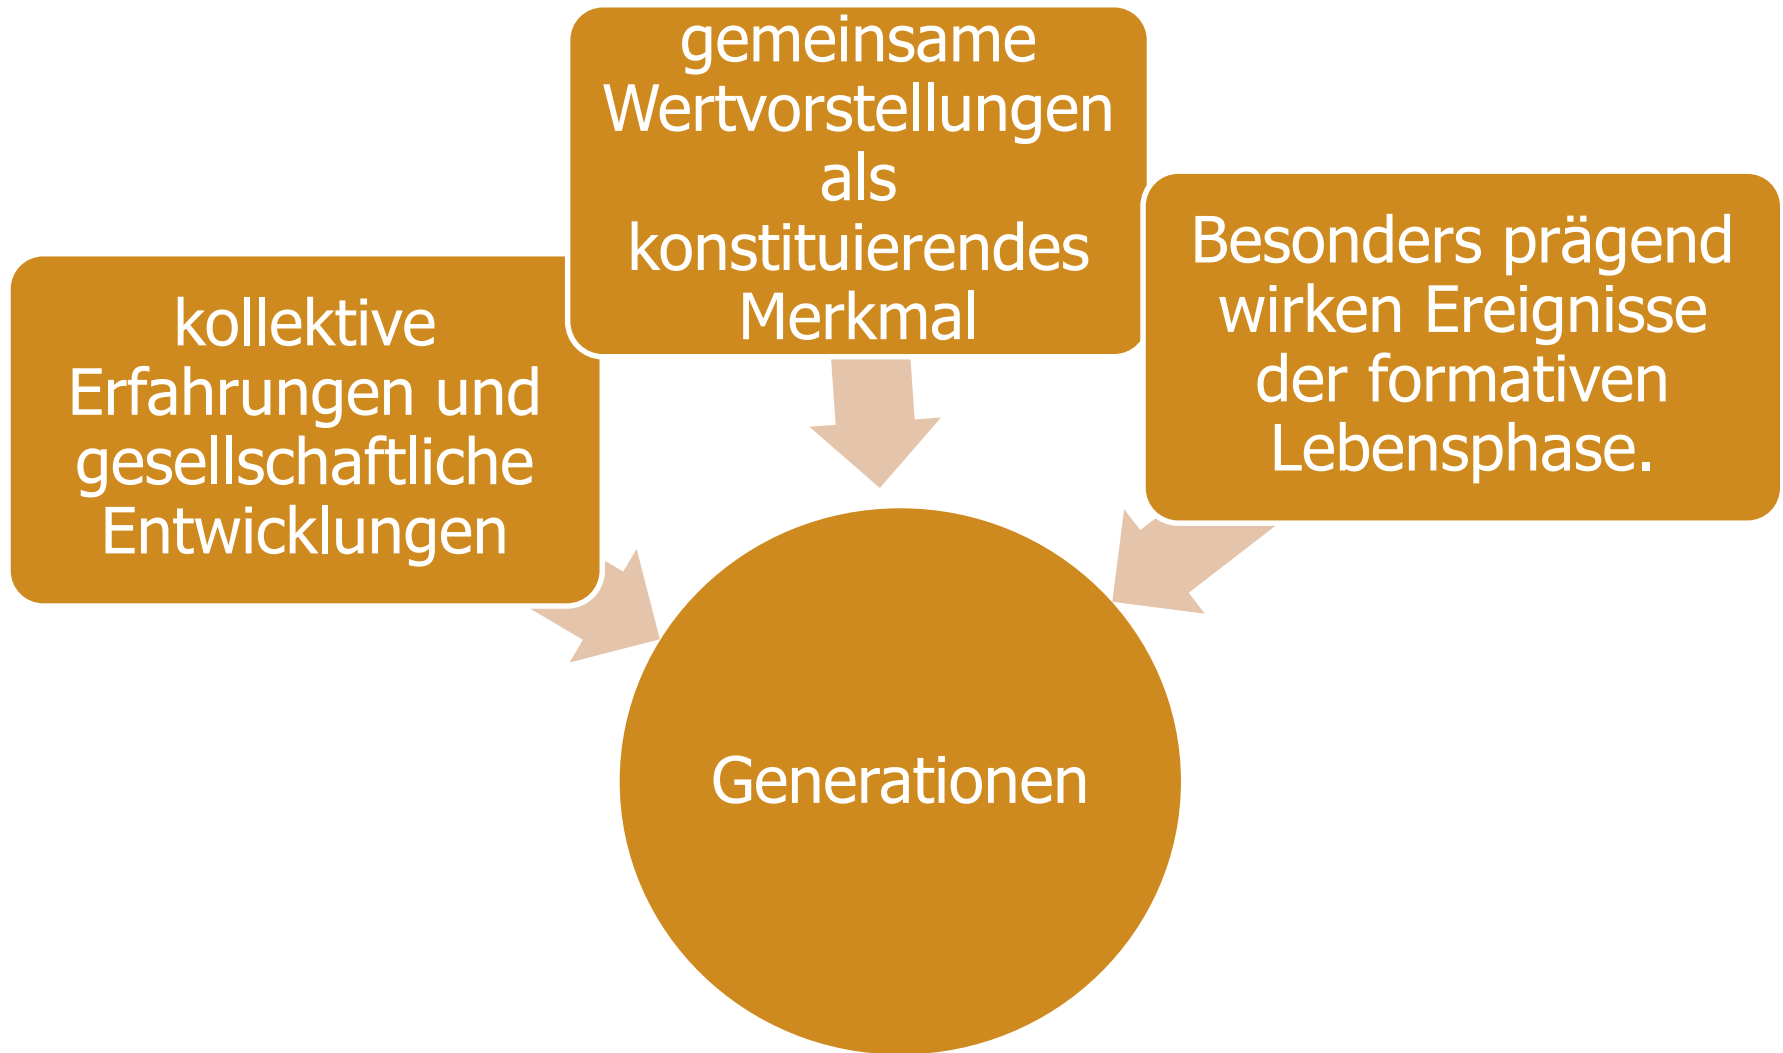 kollektive
Erfahrungen und
gesellschaftliche
Entwicklungen
gemeinsame
Wertvorstellungen
als
konstituierendes
Merkmal
Besonders prägend
wirken Ereignisse
der formativen
Lebensphase.
Generationen